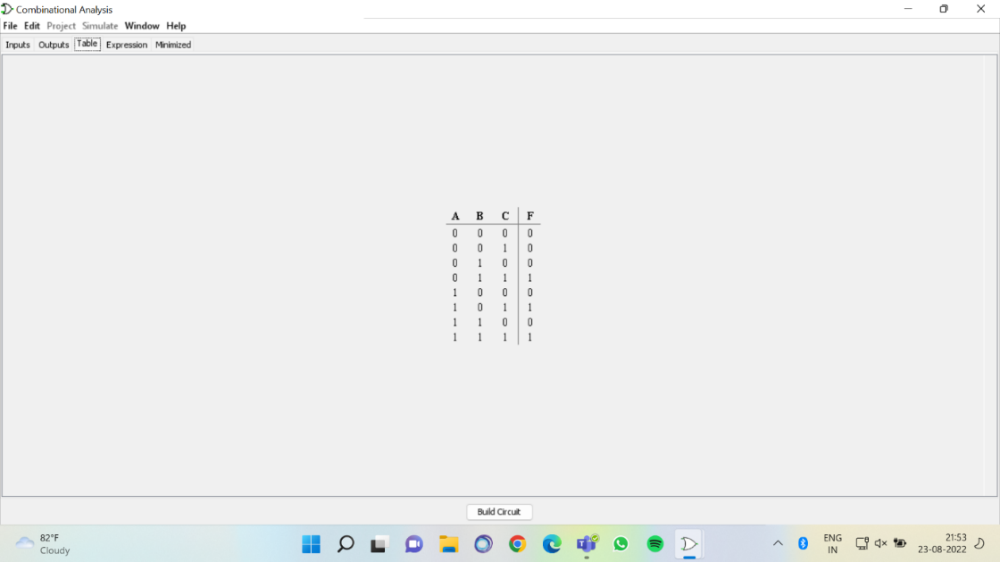 Combinational Analysis
File Edit Project Simulate Window Help
Inputs Outputs Table Expression Minimized
A B C F
0 0 0 0
0 0 1 0
0 1 0 0
0 1 1 1
1 0 0 0
1 0 1 1
1 1 0 0
1 1 1 1
Build Circuit
82°F
Cloudy
ENG
IN
21:53
23-08-2022